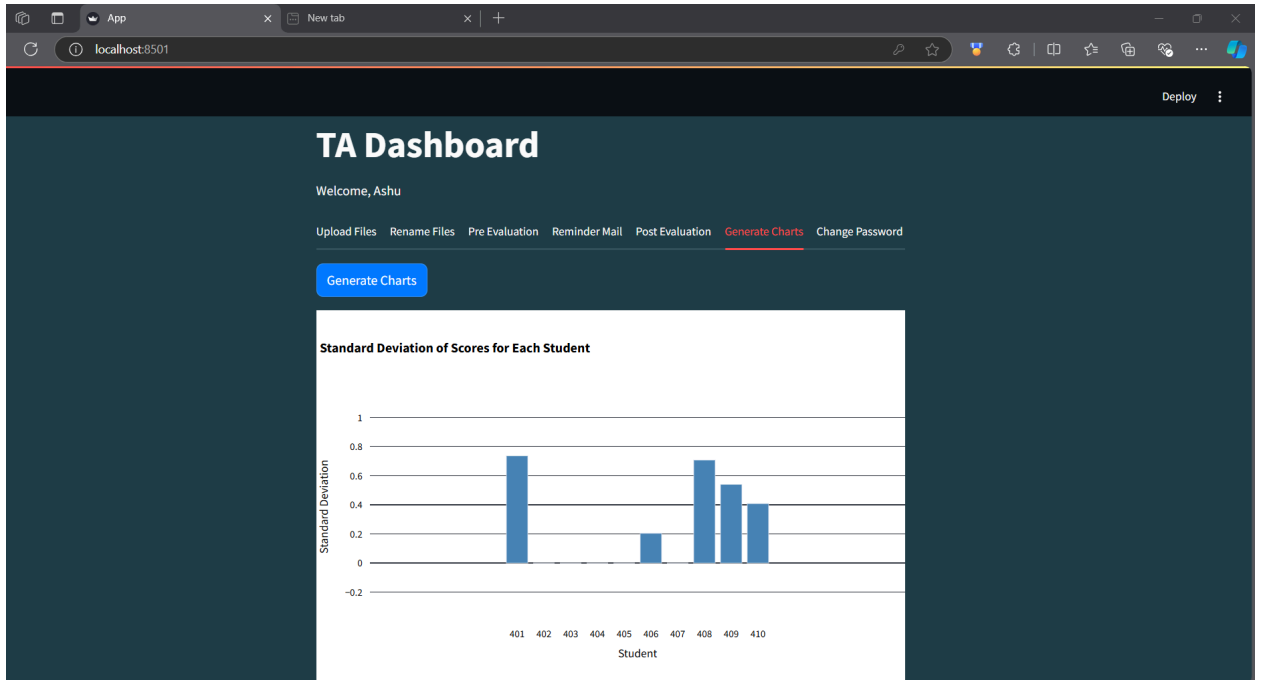 App
New tab
localhost:8501
Deploy
TA Dashboard
Welcome, Ashu
Upload Files Rename Files Pre Evaluation Reminder Mail Post Evaluation Generate Charts Change Password
Generate Charts
Standard Deviation of Scores for Each Student
1
0.8
0.6
0.4
0.2
0
−0.2
Standard Deviation
401 402 403 404 405 406 407 408 409 410
Student